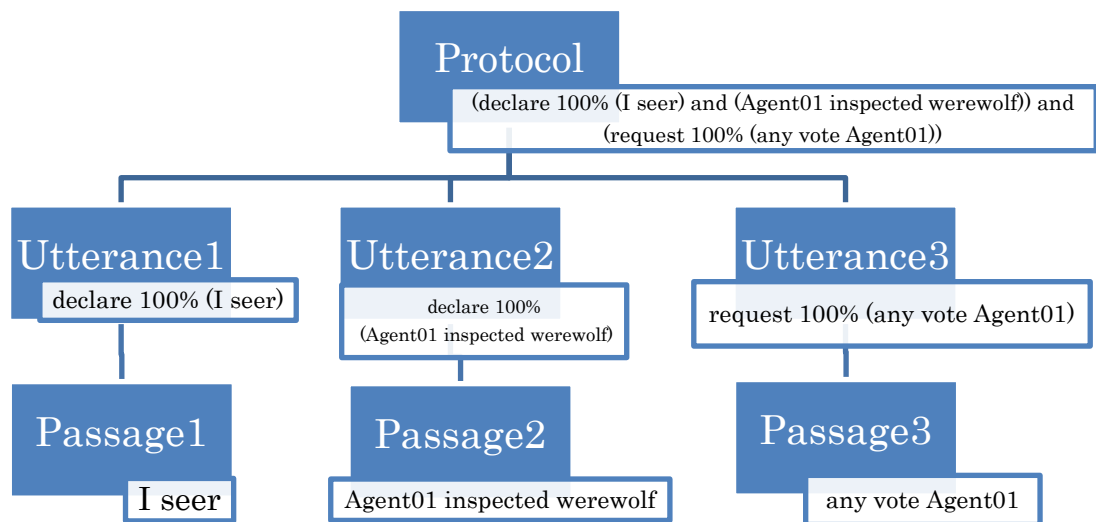 Protocol
(declare 100% (I seer) and (Agent01 inspected werewolf)) and
(request 100% (any vote Agent01))
Utterance1
declare 100% (I seer)
Utterance2
declare 100%
(Agent01 inspected werewolf)
Utterance3
request 100% (any vote Agent01)
Passage1
I seer
Passage2
Agent01 inspected werewolf
Passage3
any vote Agent01